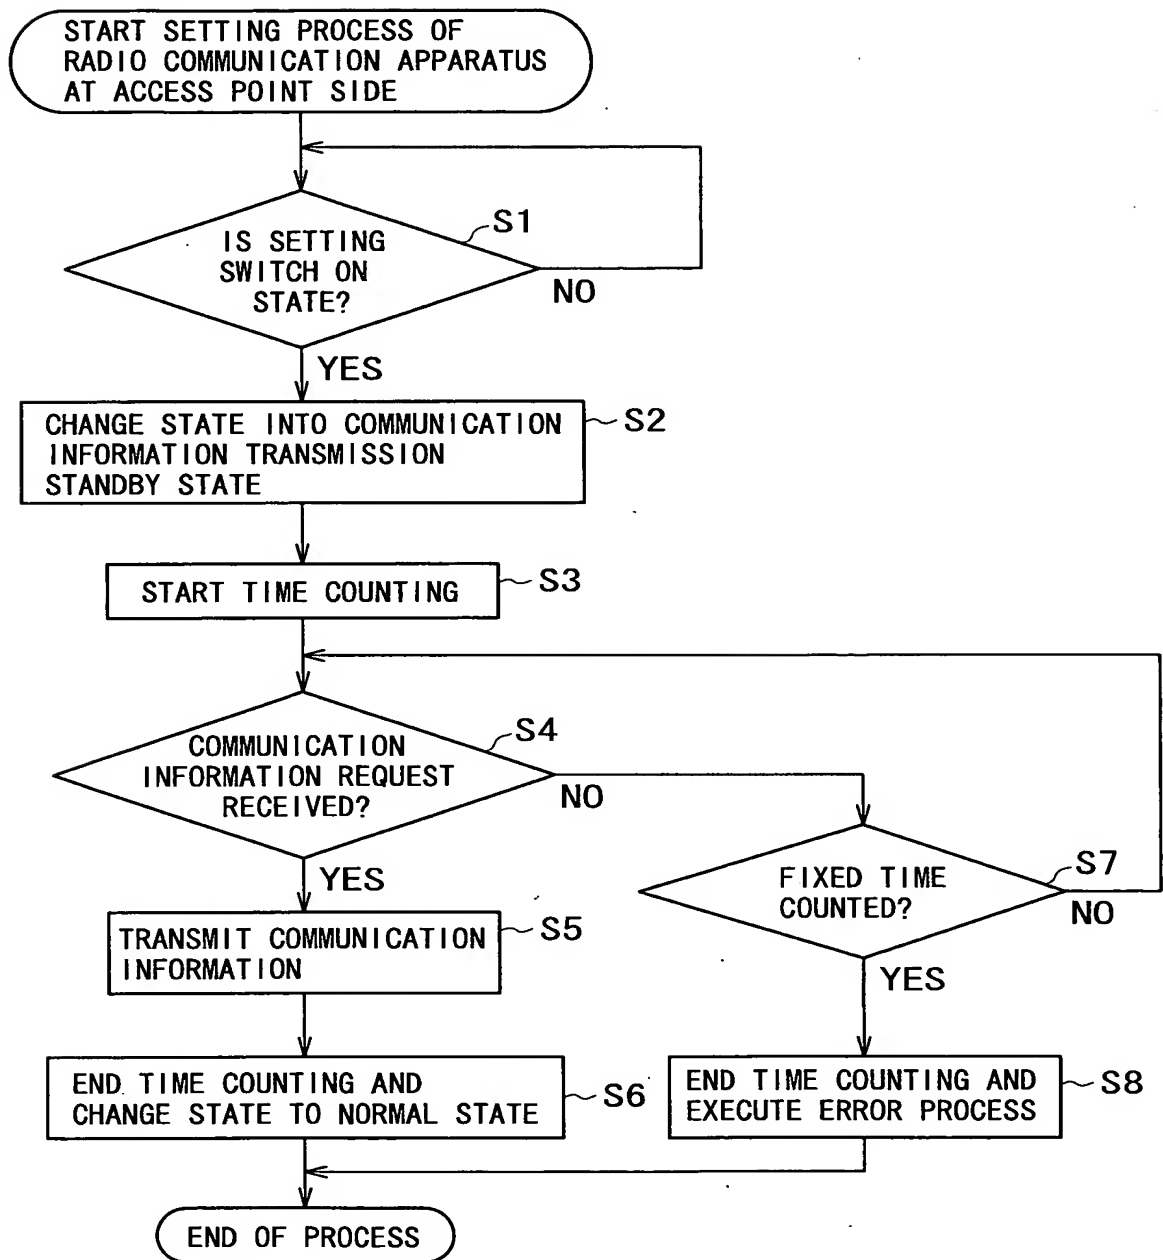 START SETTING PROCESS OF
RADIO COMMUNICATION APPARATUS
AT ACCESS POINT SIDE
S1
IS SETTING
SWITCH ON
STATE?
NO
YES
S2
CHANGE STATE INTO COMMUNICATION
INFORMATION TRANSMISSION
STANDBY STATE
S3
START TIME COUNTING
S4
COMMUNICATION
INFORMATION REQUEST
RECEIVED?
NO
YES
S7
FIXED TIME
COUNTED?
NO
YES
S5
TRANSMIT COMMUNICATION
INFORMATION
END TIME COUNTING AND
CHANGE STATE TO NORMAL STATE
S6
END TIME COUNTING AND
EXECUTE ERROR PROCESS
S8
END OF PROCESS